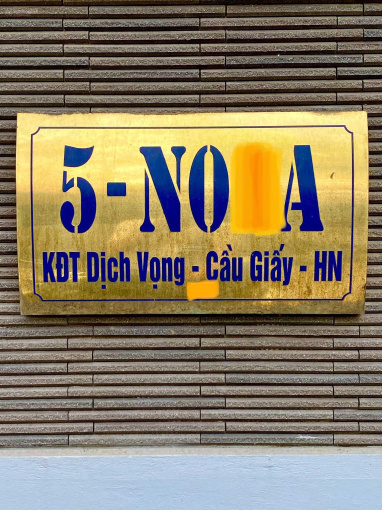 5-NO A
KĐT Dịch Vọng - Cầu Giấy - HN